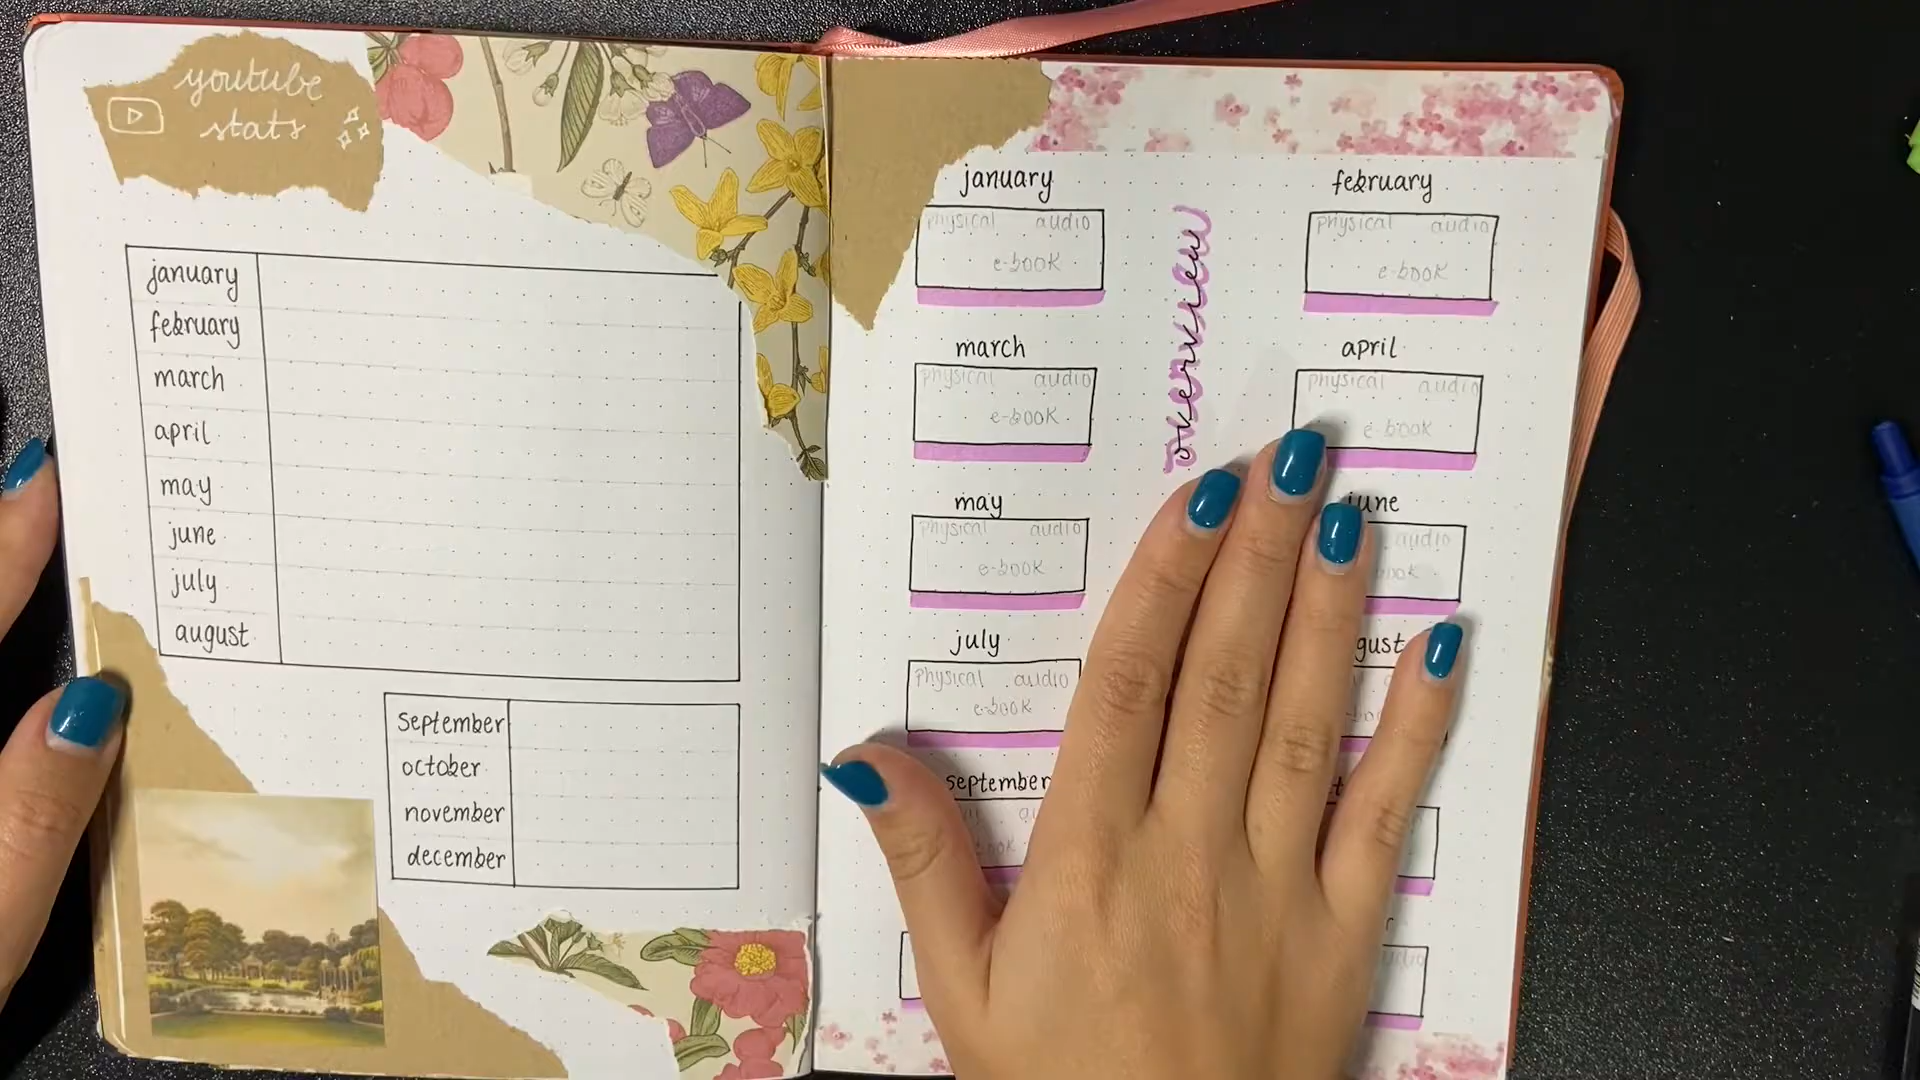 youtube
stats
january
february
march
april
may
june
july
august
september
october
november
december
overview
january
physical audio
e-book
february
physical audio
e-book
march
physical audio
e-book
april
physical audio
e-book
may
physical audio
e-book
june
audio
july
physical audio
e-book
september